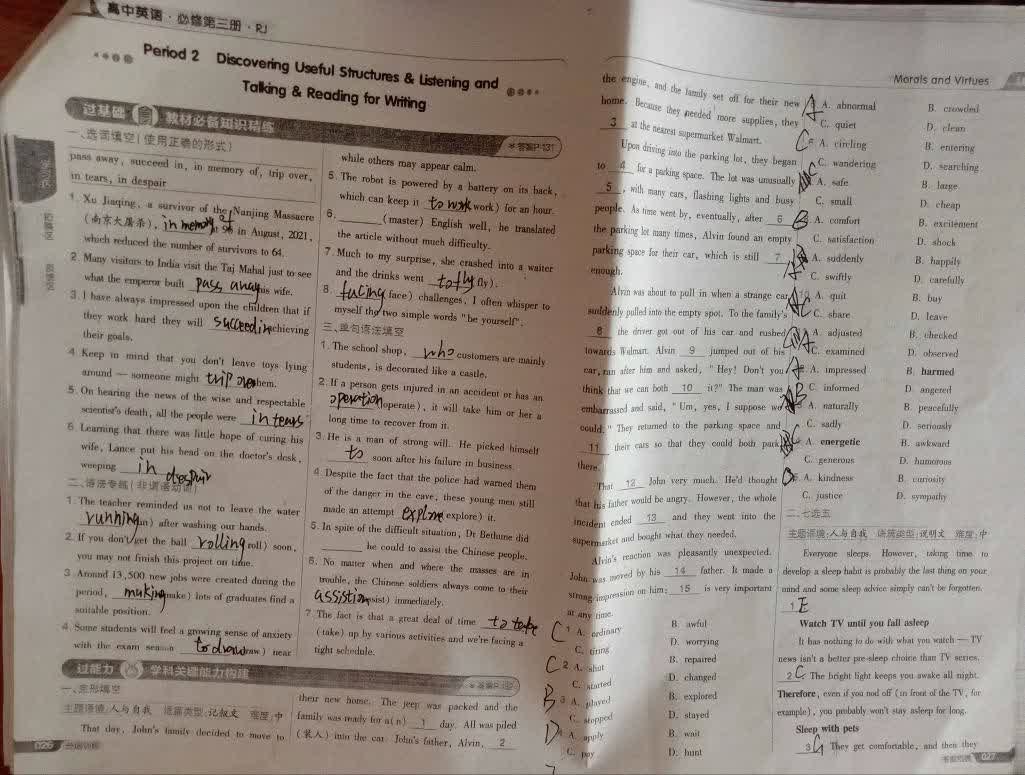 高中英语·必修第三册·RJ
Period 2 Discovering Useful Structures & Listening and
Talking & Reading for Writing
过基础 教材必备知识精练
答案P·131
一、选词填空(使用正确的形式)
pass away, succeed in, in memory of, trip over,
in tears, in despair
1. Xu Jiaqing, a survivor of the Nanjing Massacre
(南京大屠杀), in memory of at 96 in August, 2021,
which reduced the number of survivors to 64.
2. Many visitors to India visit the Taj Mahal just to see
what the emperor built pass away his wife.
3. I have always impressed upon the children that if
they work hard they will succeed in achieving
their goals.
4. Keep in mind that you don't leave toys lying
around — someone might trip over them.
5. On hearing the news of the wise and respectable
scientist's death, all the people were in tears
6. Learning that there was little hope of curing his
wife, Lance put his head on the doctor's desk,
weeping in despair
二、语法专练(非谓语动词)
1. The teacher reminded us not to leave the water
running (run) after washing our hands.
2. If you don't get the ball rolling (roll) soon,
you may not finish this project on time.
3. Around 13,500 new jobs were created during the
period, making (make) lots of graduates find a
suitable position.
4. Some students will feel a growing sense of anxiety
with the exam season to draw (draw) near
while others may appear calm.
5. The robot is powered by a battery on its back,
which can keep it to work (work) for an hour.
6. (master) English well, he translated
the article without much difficulty.
7. Much to my surprise, she crashed into a waiter
and the drinks went to fly (fly).
8. facing (face) challenges, I often whisper to
myself the two simple words "be yourself".
三、单句语法填空
1. The school shop, who customers are mainly
students, is decorated like a castle.
2. If a person gets injured in an accident or has an
operation (operate), it will take him or her a
long time to recover from it.
3. He is a man of strong will. He picked himself
to soon after his failure in business.
4. Despite the fact that the police had warned them
of the danger in the cave, these young men still
made an attempt explore (explore) it.
5. In spite of the difficult situation, Dr Bethune did
he could to assist the Chinese people.
6. No matter when and where the masses are in
trouble, the Chinese soldiers always come to their
assistion (assist) immediately.
7. The fact is that a great deal of time to take
(take) up by various activities and we're facing a
tight schedule.
过能力 学科关键能力构建
答案P·132
一、完形填空
主题语境:人与自我 语篇类型:记叙文 难度:中
That day, John's family decided to move to
their new home. The jeep was packed and the
family was ready for a(n) 1 day. All was piled
(装入) into the car. John's father, Alvin, 2
026
Morals and Virtues
the engine, and the family set off for their new
home. Because they needed more supplies, they
3 at the nearest supermarket Walmart.
Upon driving into the parking lot, they began
to 4 for a parking space. The lot was unusually
5, with many cars, flashing lights and busy
people. As time went by, eventually, after 6
the parking lot many times, Alvin found an empty
parking space for their car, which is still 7
enough.
Alvin was about to pull in when a strange car
suddenly pulled into the empty spot. To the family's
8 the driver got out of his car and rushed
towards Walmart. Alvin 9 jumped out of his
car, ran after him and asked, "Hey! Don't you
think that we can both 10 it?" The man was
embarrassed and said, "Um, yes, I suppose we
could." They returned to the parking space and
11 their cars so that they could both park
there.
That 12 John very much. He'd thought
that his father would be angry. However, the whole
incident ended 13 and they went into the
supermarket and bought what they needed.
Alvin's reaction was pleasantly unexpected.
John was moved by his 14 father. It made a
strong impression on him: 15 is very important
at any time.
C 1 A. ordinary B. awful
C. tiring D. worrying
C 2 A. shut B. repaired
C. started D. changed
B 3 A. played B. explored
C. stopped D. stayed
D 4 A. apply B. wait
C. pay D. hunt
A. abnormal B. crowded
C. quiet D. clean
A. circling B. entering
C. wandering D. searching
A. safe B. large
C. small D. cheap
A. comfort B. excitement
C. satisfaction D. shock
A. suddenly B. happily
C. swiftly D. carefully
A. quit B. buy
C. share D. leave
A. adjusted B. checked
C. examined D. observed
A. impressed B. harmed
C. informed D. angered
A. naturally B. peacefully
C. sadly D. seriously
A. energetic B. awkward
C. generous D. humorous
A. kindness B. curiosity
C. justice D. sympathy
二、七选五
主题语境:人与自我 语篇类型:说明文 难度:中
Everyone sleeps. However, taking time to
develop a sleep habit is probably the last thing on your
mind and some sleep advice simply can't be forgotten.
1 E
Watch TV until you fall asleep
It has nothing to do with what you watch — TV
news isn't a better pre-sleep choice than TV series.
2 C The bright light keeps you awake all night.
Therefore, even if you nod off (in front of the TV, for
example), you probably won't stay asleep for long.
Sleep with pets
3 G They get comfortable, and then they
027